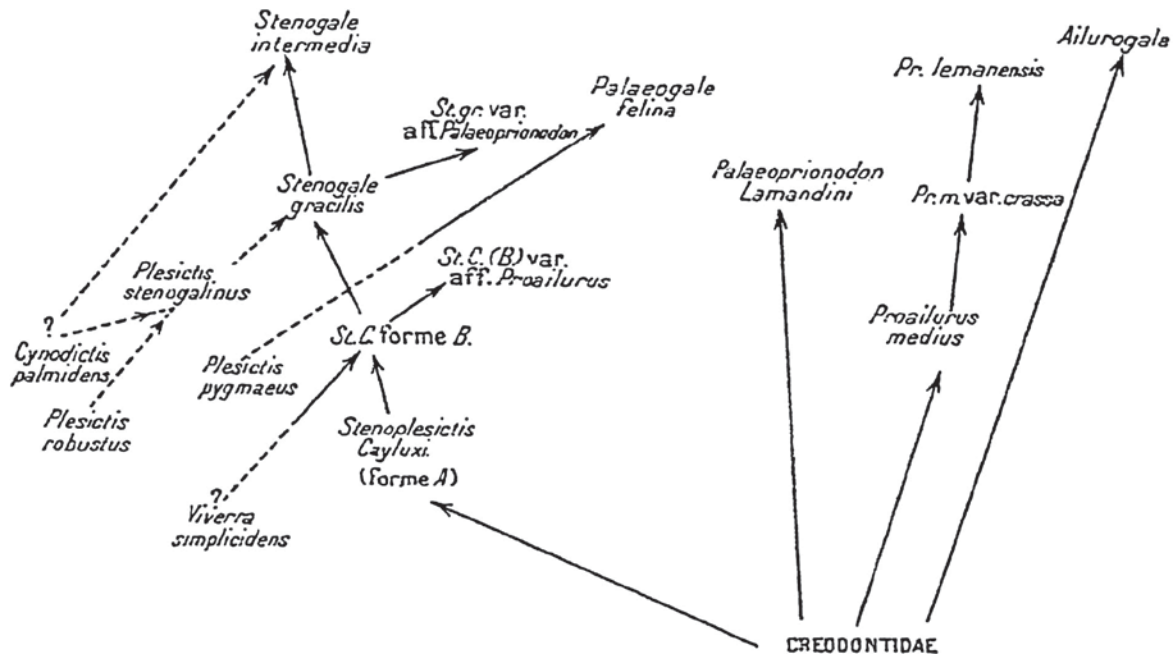 Stenogale
intermedia
Ailurogale
Pr. lemanensis
St. gr. var.
aff. Palaeoprionodon
Palaeogale
felina
Stenogale
gracilis
Palaeoprionodon
Lamandini
Pr. m. var. crassa
St. C. (B) var.
aff. Proailurus
Plesictis
stenogalinus
?
Cynodictis
palmidens
St. C. forme B.
Proailurus
medius
Plesictis
pygmaeus
Plesictis
robustus
Stenoplesictis
Cayluxi.
(forme A)
?
Viverra
simplicidens
CREODONTIDAE